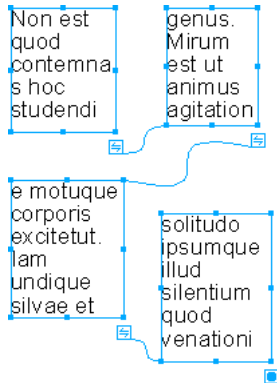 Non est
quod
contemna
s hoc
studendi
genus.
Mirum
est ut
animus
agitation
e motuque
corporis
excitetut.
Iam
undique
silvae et
solitudo
ipsumque
illud
silentium
quod
venationi